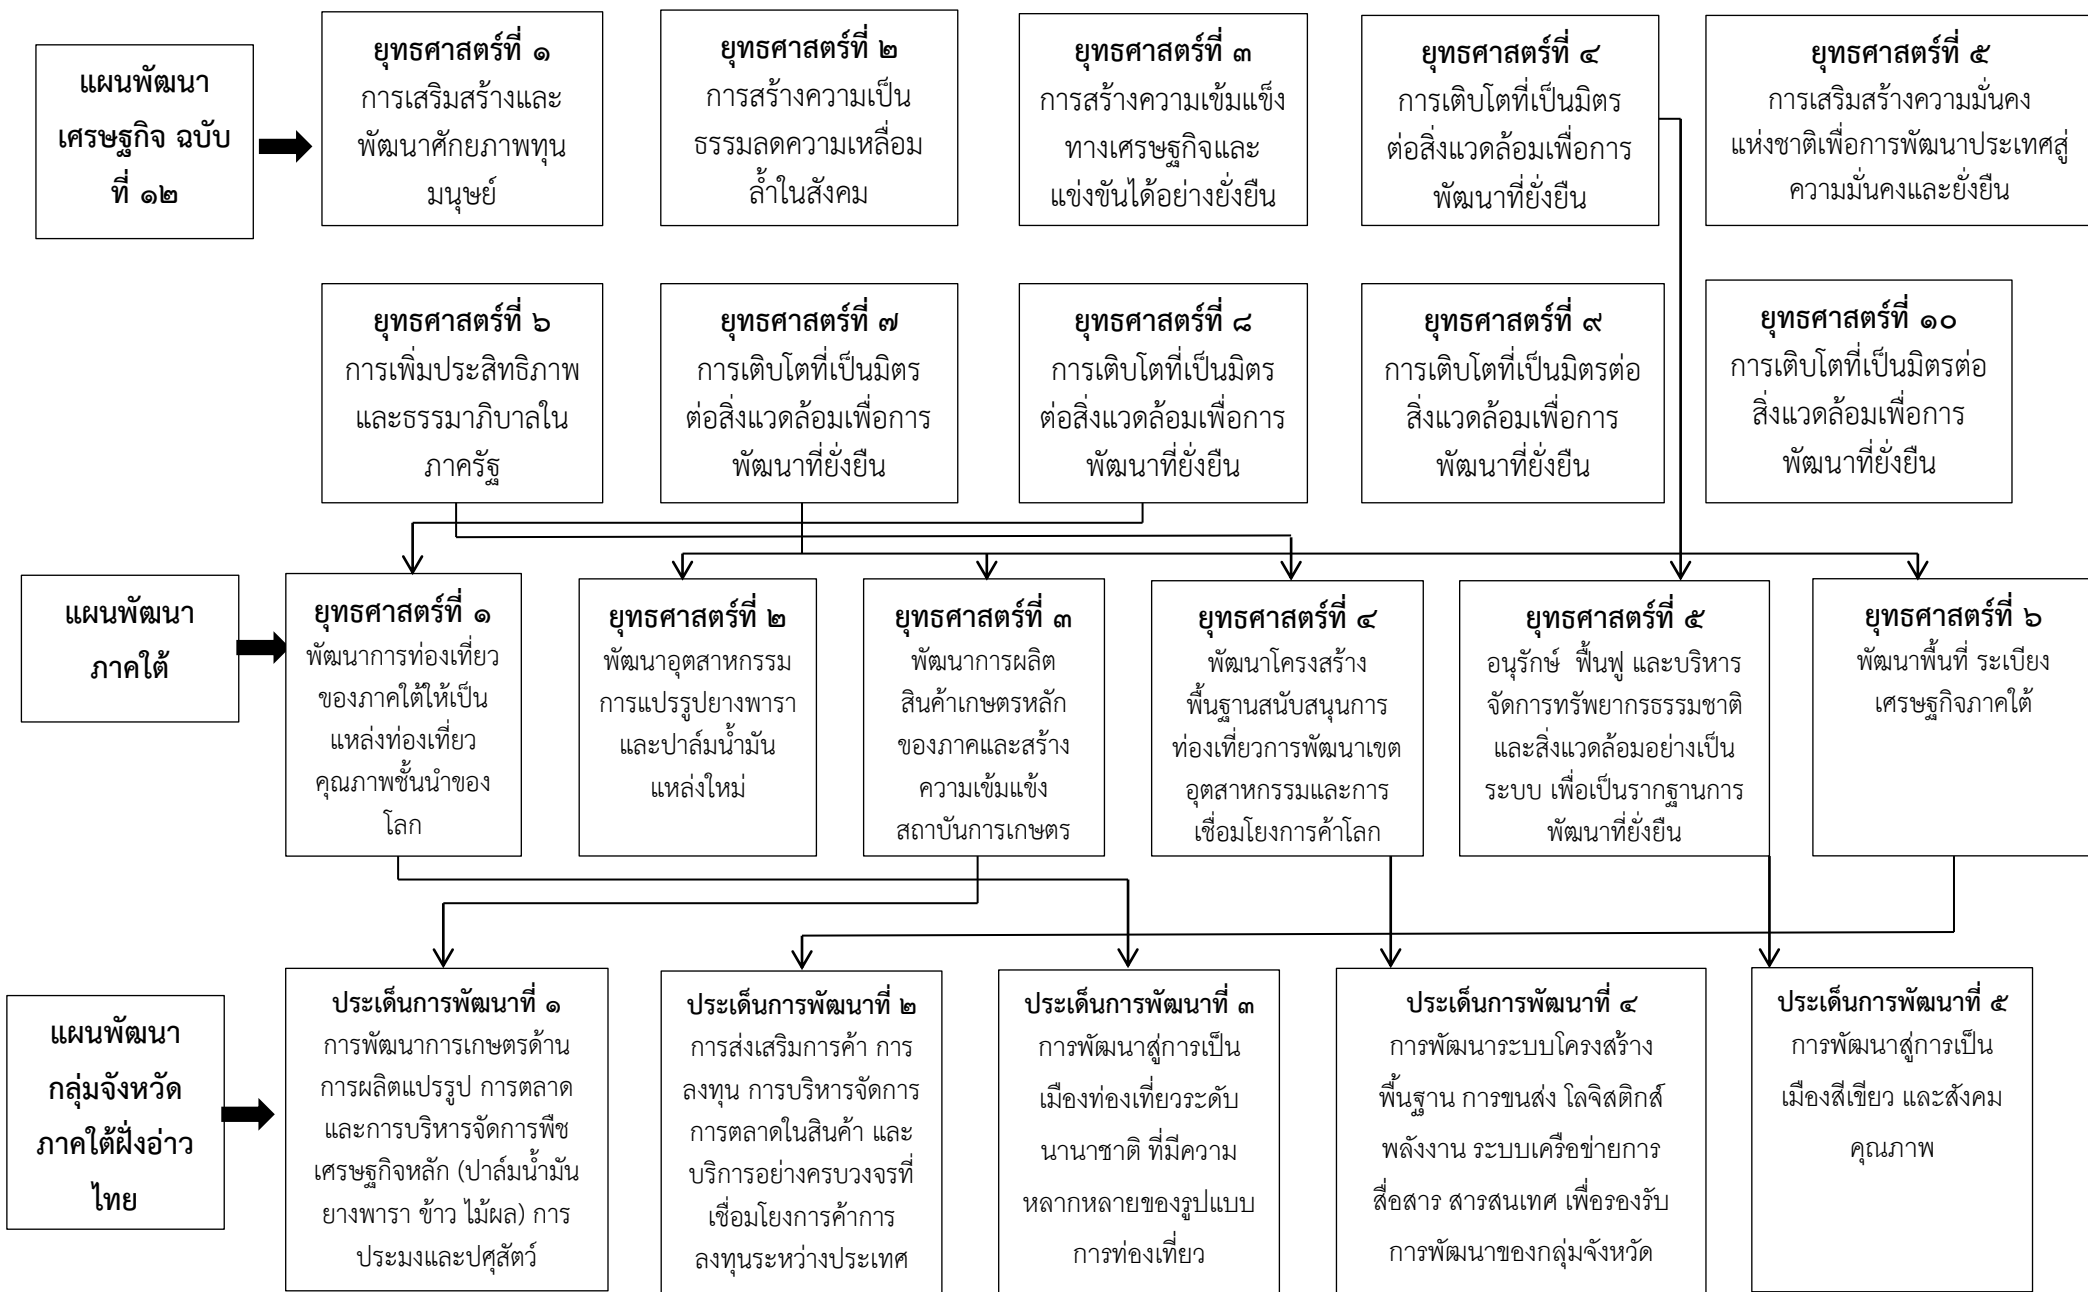 แผนพัฒนา
เศรษฐกิจ ฉบับ
ที่ ๑๒
ยุทธศาสตร์ที่ ๑
การเสริมสร้างและ
พัฒนาศักยภาพทุน
มนุษย์
ยุทธศาสตร์ที่ ๒
การสร้างความเป็น
ธรรมลดความเหลื่อม
ล้ำในสังคม
ยุทธศาสตร์ที่ ๓
การสร้างความเข้มแข็ง
ทางเศรษฐกิจและ
แข่งขันได้อย่างยั่งยืน
ยุทธศาสตร์ที่ ๔
การเติบโตที่เป็นมิตร
ต่อสิ่งแวดล้อมเพื่อการ
พัฒนาที่ยั่งยืน
ยุทธศาสตร์ที่ ๕
การเสริมสร้างความมั่นคง
แห่งชาติเพื่อการพัฒนาประเทศสู่
ความมั่นคงและยั่งยืน
ยุทธศาสตร์ที่ ๖
การเพิ่มประสิทธิภาพ
และธรรมาภิบาลใน
ภาครัฐ
ยุทธศาสตร์ที่ ๗
การเติบโตที่เป็นมิตร
ต่อสิ่งแวดล้อมเพื่อการ
พัฒนาที่ยั่งยืน
ยุทธศาสตร์ที่ ๘
การเติบโตที่เป็นมิตร
ต่อสิ่งแวดล้อมเพื่อการ
พัฒนาที่ยั่งยืน
ยุทธศาสตร์ที่ ๙
การเติบโตที่เป็นมิตรต่อ
สิ่งแวดล้อมเพื่อการ
พัฒนาที่ยั่งยืน
ยุทธศาสตร์ที่ ๑๐
การเติบโตที่เป็นมิตรต่อ
สิ่งแวดล้อมเพื่อการ
พัฒนาที่ยั่งยืน
แผนพัฒนา
ภาคใต้
ยุทธศาสตร์ที่ ๑
พัฒนาการท่องเที่ยว
ของภาคใต้ให้เป็น
แหล่งท่องเที่ยว
คุณภาพชั้นนำของ
โลก
ยุทธศาสตร์ที่ ๒
พัฒนาอุตสาหกรรม
การแปรรูปยางพารา
และปาล์มน้ำมัน
แหล่งใหม่
ยุทธศาสตร์ที่ ๓
พัฒนาการผลิต
สินค้าเกษตรหลัก
ของภาคและสร้าง
ความเข้มแข้ง
สถาบันการเกษตร
ยุทธศาสตร์ที่ ๔
พัฒนาโครงสร้าง
พื้นฐานสนับสนุนการ
ท่องเที่ยวการพัฒนาเขต
อุตสาหกรรมและการ
เชื่อมโยงการค้าโลก
ยุทธศาสตร์ที่ ๕
อนุรักษ์ ฟื้นฟู และบริหาร
จัดการทรัพยากรธรรมชาติ
และสิ่งแวดล้อมอย่างเป็น
ระบบ เพื่อเป็นรากฐานการ
พัฒนาที่ยั่งยืน
ยุทธศาสตร์ที่ ๖
พัฒนาพื้นที่ ระเบียง
เศรษฐกิจภาคใต้
แผนพัฒนา
กลุ่มจังหวัด
ภาคใต้ฝั่งอ่าว
ไทย
ประเด็นการพัฒนาที่ ๑
การพัฒนาการเกษตรด้าน
การผลิตแปรรูป การตลาด
และการบริหารจัดการพืช
เศรษฐกิจหลัก (ปาล์มน้ำมัน
ยางพารา ข้าว ไม้ผล) การ
ประมงและปศุสัตว์
ประเด็นการพัฒนาที่ ๒
การส่งเสริมการค้า การ
ลงทุน การบริหารจัดการ
การตลาดในสินค้า และ
บริการอย่างครบวงจรที่
เชื่อมโยงการค้าการ
ลงทุนระหว่างประเทศ
ประเด็นการพัฒนาที่ ๓
การพัฒนาสู่การเป็น
เมืองท่องเที่ยวระดับ
นานาชาติ ที่มีความ
หลากหลายของรูปแบบ
การท่องเที่ยว
ประเด็นการพัฒนาที่ ๔
การพัฒนาระบบโครงสร้าง
พื้นฐาน การขนส่ง โลจิสติกส์
พลังงาน ระบบเครือข่ายการ
สื่อสาร สารสนเทศ เพื่อรองรับ
การพัฒนาของกลุ่มจังหวัด
ประเด็นการพัฒนาที่ ๕
การพัฒนาสู่การเป็น
เมืองสีเขียว และสังคม
คุณภาพ